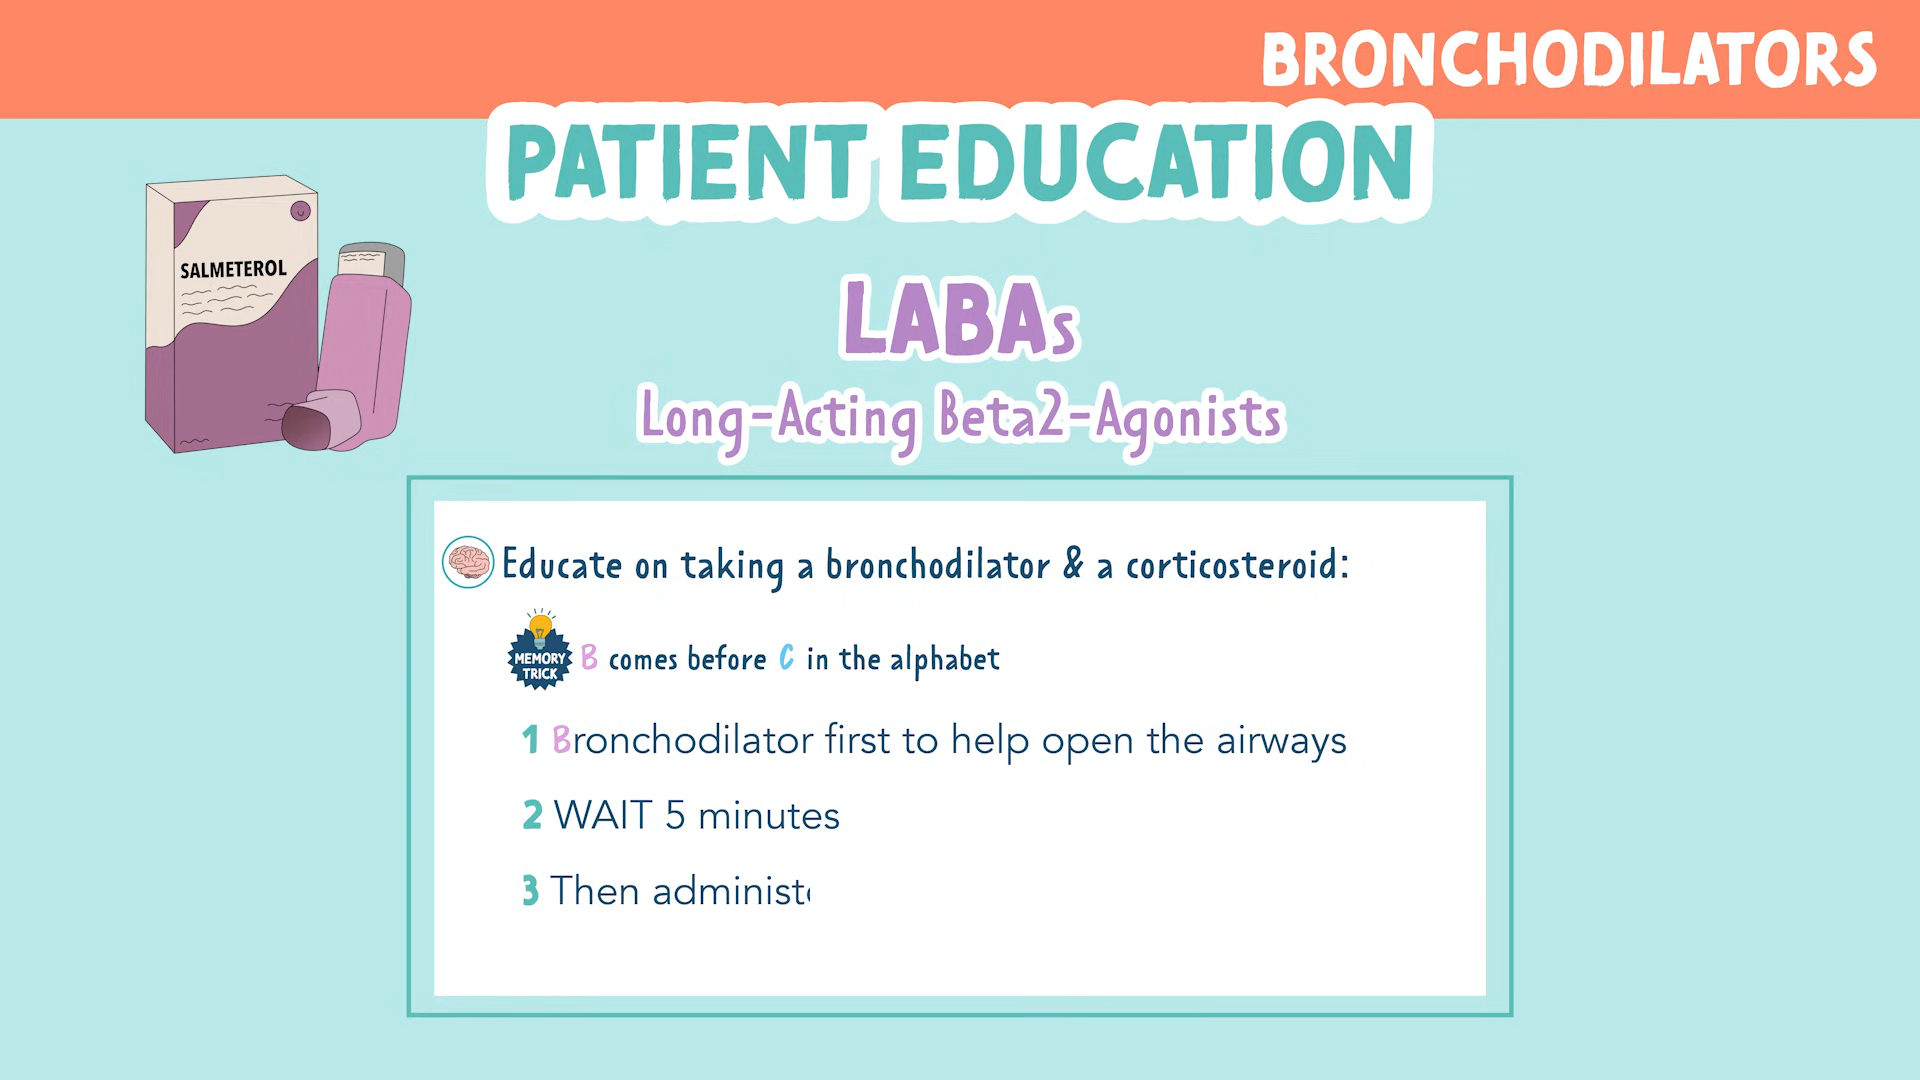 BRONCHODILATORS
PATIENT EDUCATION
SALMETEROL
LABAs
Long-Acting Beta2-Agonists
Educate on taking a bronchodilator & a corticosteroid:
MEMORY
TRICK
B comes before C in the alphabet
1 Bronchodilator first to help open the airways
2 WAIT 5 minutes
3 Then administ